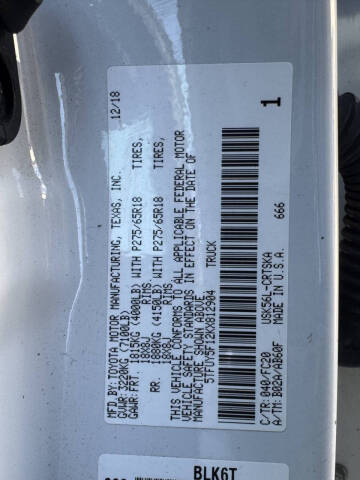 MFD. BY: TOYOTA MOTOR MANUFACTURING, TEXAS, INC. 12/18
GVWR: 3220KG (7100LB)
GAWR: FRT: 1815KG (4000LB) WITH P275/65R18 TIRES,
18X8J RIMS
RR: 1880KG (4150LB) WITH P275/65R18 TIRES,
18X8J RIMS
THIS VEHICLE CONFORMS TO ALL APPLICABLE FEDERAL MOTOR
VEHICLE SAFETY STANDARDS IN EFFECT ON THE DATE OF
MANUFACTURE SHOWN ABOVE.
5TFDY5F12KX812904 TRUCK
1
666
C/TR: 040/FC20 USK56L-CRTSKA
A/TM: B02A/AB60F MADE IN U.S.A.
BLK6T